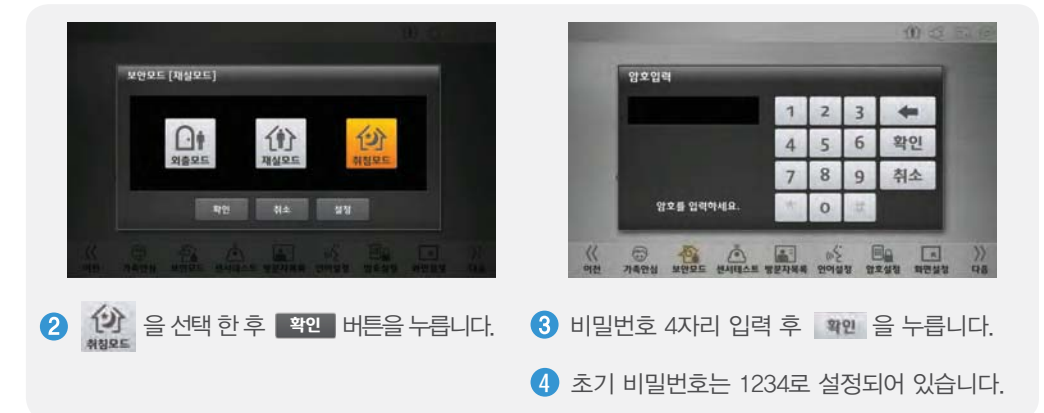 보안모드 [재실모드]
외출모드 재실모드 취침모드
확인 취소 설정
이전 가족안심 보안모드 센서테스트 방문자목록 언어설정 암호설정 화면설정 다음
2 취침모드 을 선택 한 후 확인 버튼을 누릅니다.
암호입력
1 2 3
4 5 6 확인
7 8 9 취소
* 0 #
암호를 입력하세요.
이전 가족안심 보안모드 센서테스트 방문자목록 언어설정 암호설정 화면설정 다음
3 비밀번호 4자리 입력 후 확인 을 누릅니다.
4 초기 비밀번호는 1234로 설정되어 있습니다.